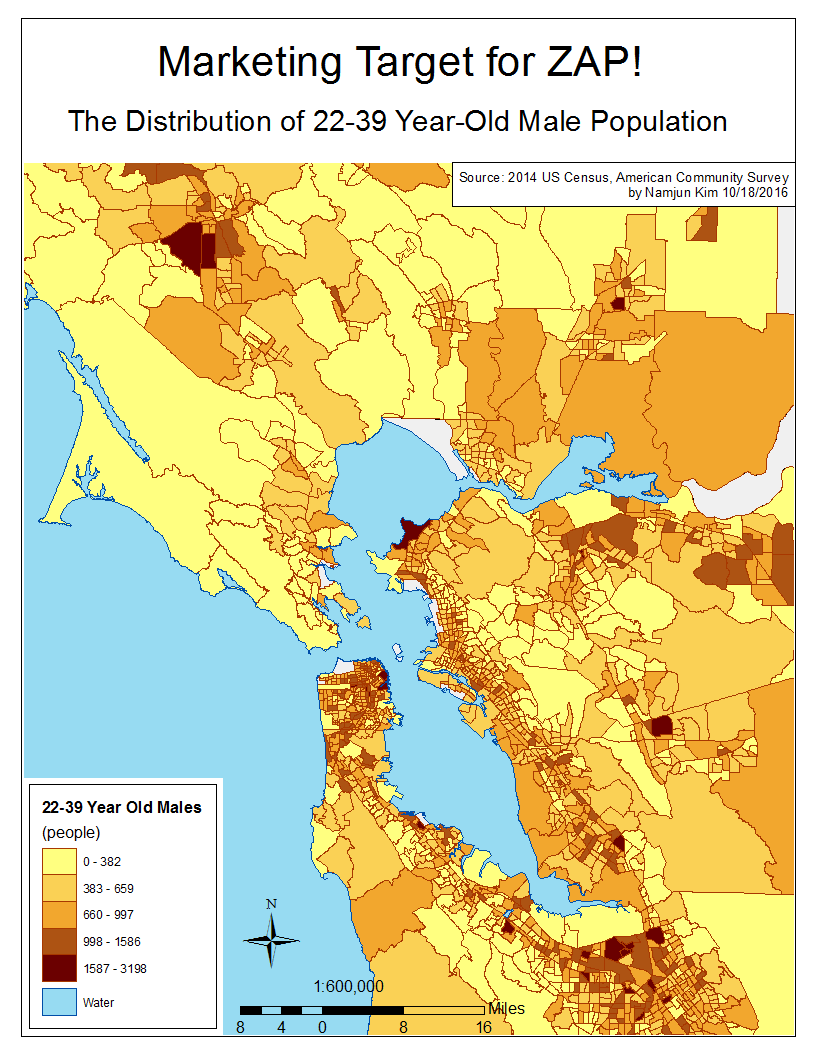 Marketing Target for ZAP!
The Distribution of 22-39 Year-Old Male Population
Source: 2014 US Census, American Community Survey
by Namjun Kim 10/18/2016
22-39 Year Old Males
(people)
0 - 382
383 - 659
660 - 997
998 - 1586
1587 - 3198
Water
N
1:600,000
Miles
8 4 0 8 16